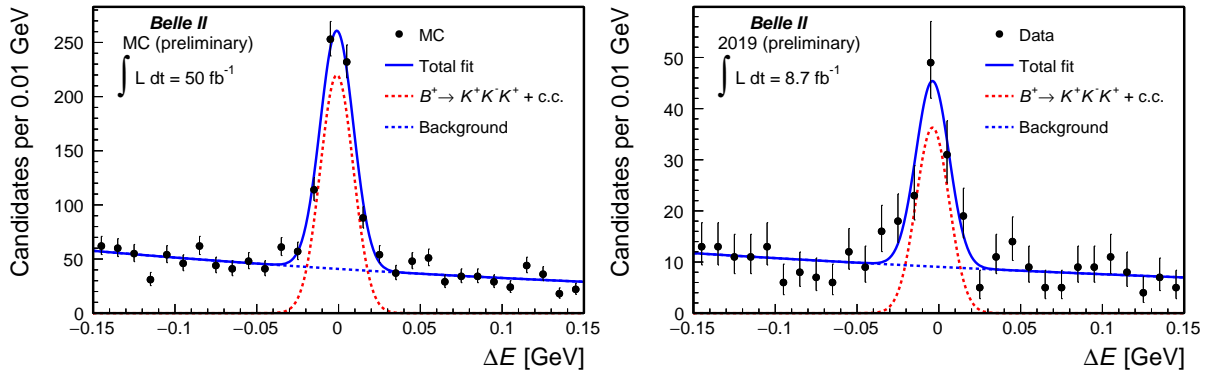 Belle II
MC (preliminary)
∫ L dt = 50 fb⁻¹
MC
Total fit
B⁺→ K⁺K⁻K⁺ + c.c.
Background
Candidates per 0.01 GeV
250
200
150
100
50
0
−0.15 −0.1 −0.05 0 0.05 0.1 0.15
ΔE [GeV]
Belle II
2019 (preliminary)
∫ L dt = 8.7 fb⁻¹
Data
Total fit
B⁺→ K⁺K⁻K⁺ + c.c.
Background
Candidates per 0.01 GeV
50
40
30
20
10
0
−0.15 −0.1 −0.05 0 0.05 0.1 0.15
ΔE [GeV]